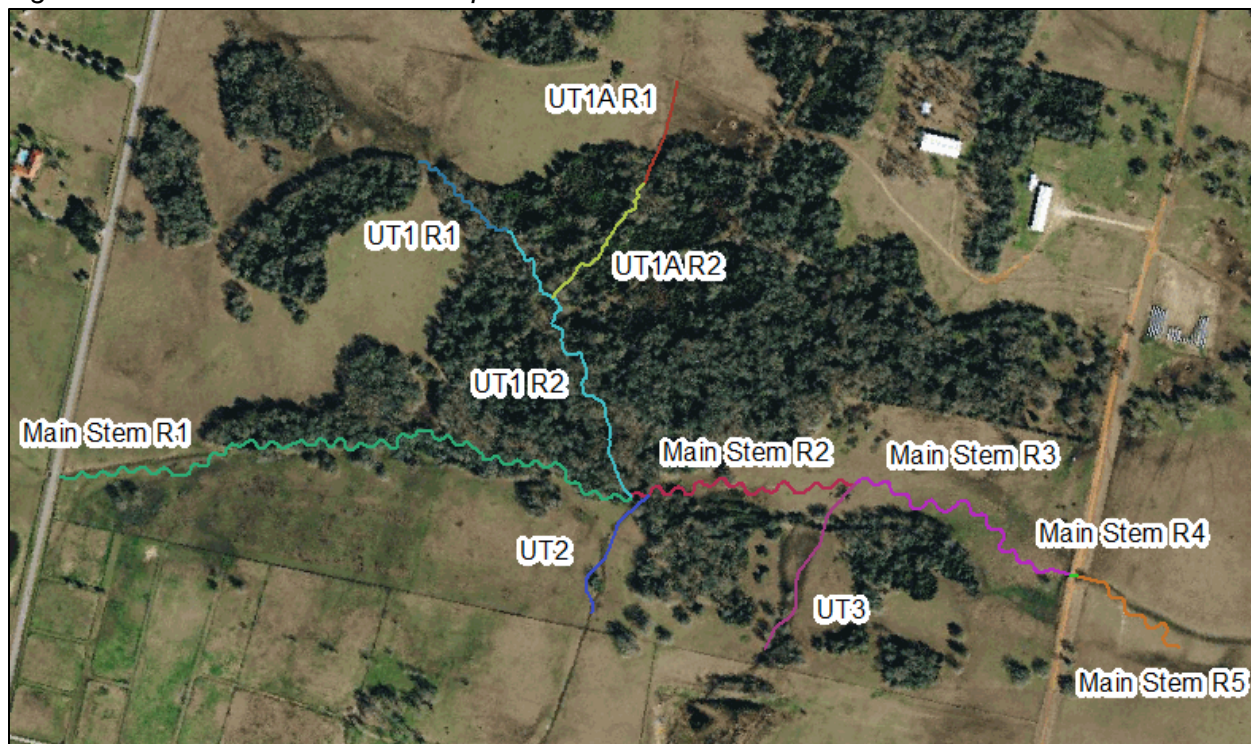 UT1A R1
UT1 R1
UT1A R2
UT1 R2
Main Stem R1
Main Stem R2
Main Stem R3
Main Stem R4
UT2
UT3
Main Stem R5